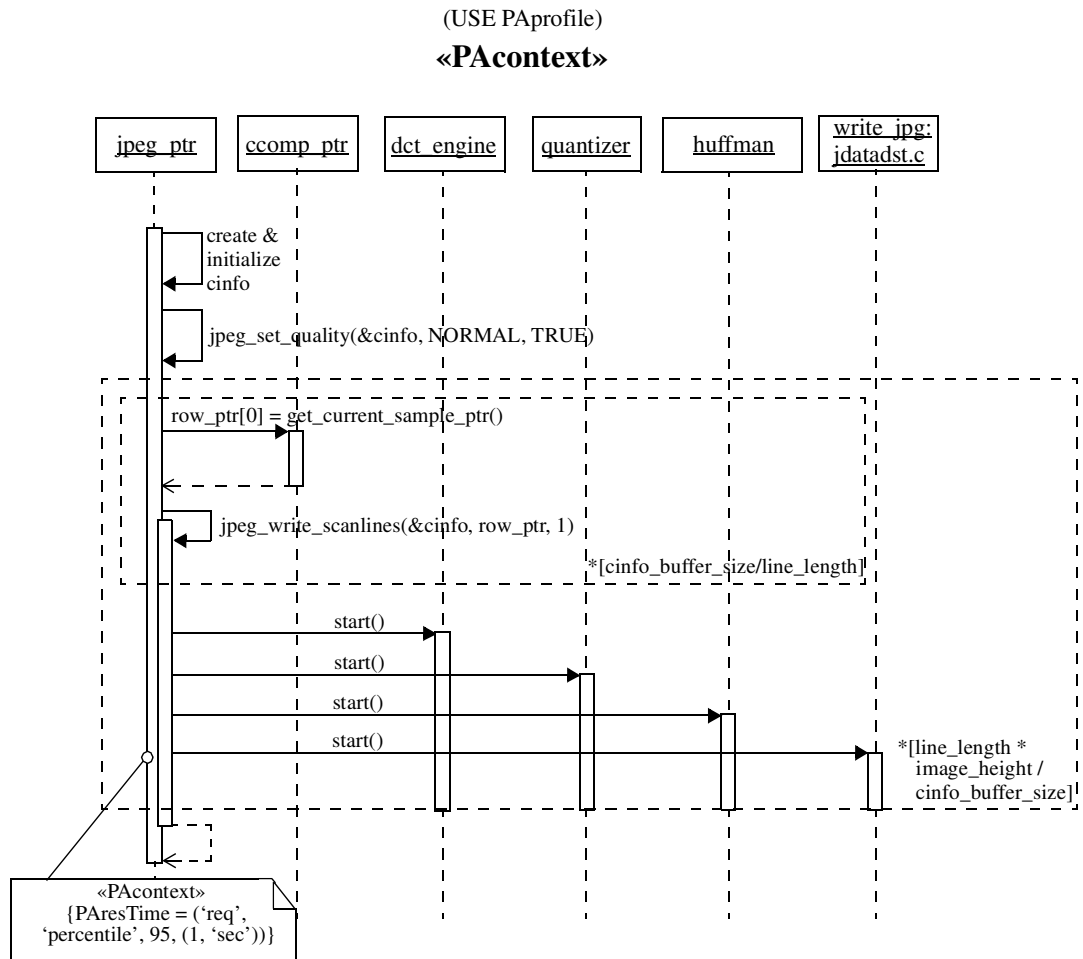 (USE PAprofile)
«PAcontext»
jpeg_ptr
ccomp_ptr
dct_engine
quantizer
huffman
write_jpg:
jdatadst.c
create &
initialize
cinfo
jpeg_set_quality(&cinfo, NORMAL, TRUE)
row_ptr[0] = get_current_sample_ptr()
jpeg_write_scanlines(&cinfo, row_ptr, 1)
*[cinfo_buffer_size/line_length]
start()
start()
start()
start()
*[line_length *
image_height /
cinfo_buffer_size]
«PAcontext»
{PAresTime = (‘req’,
‘percentile’, 95, (1, ‘sec’))}